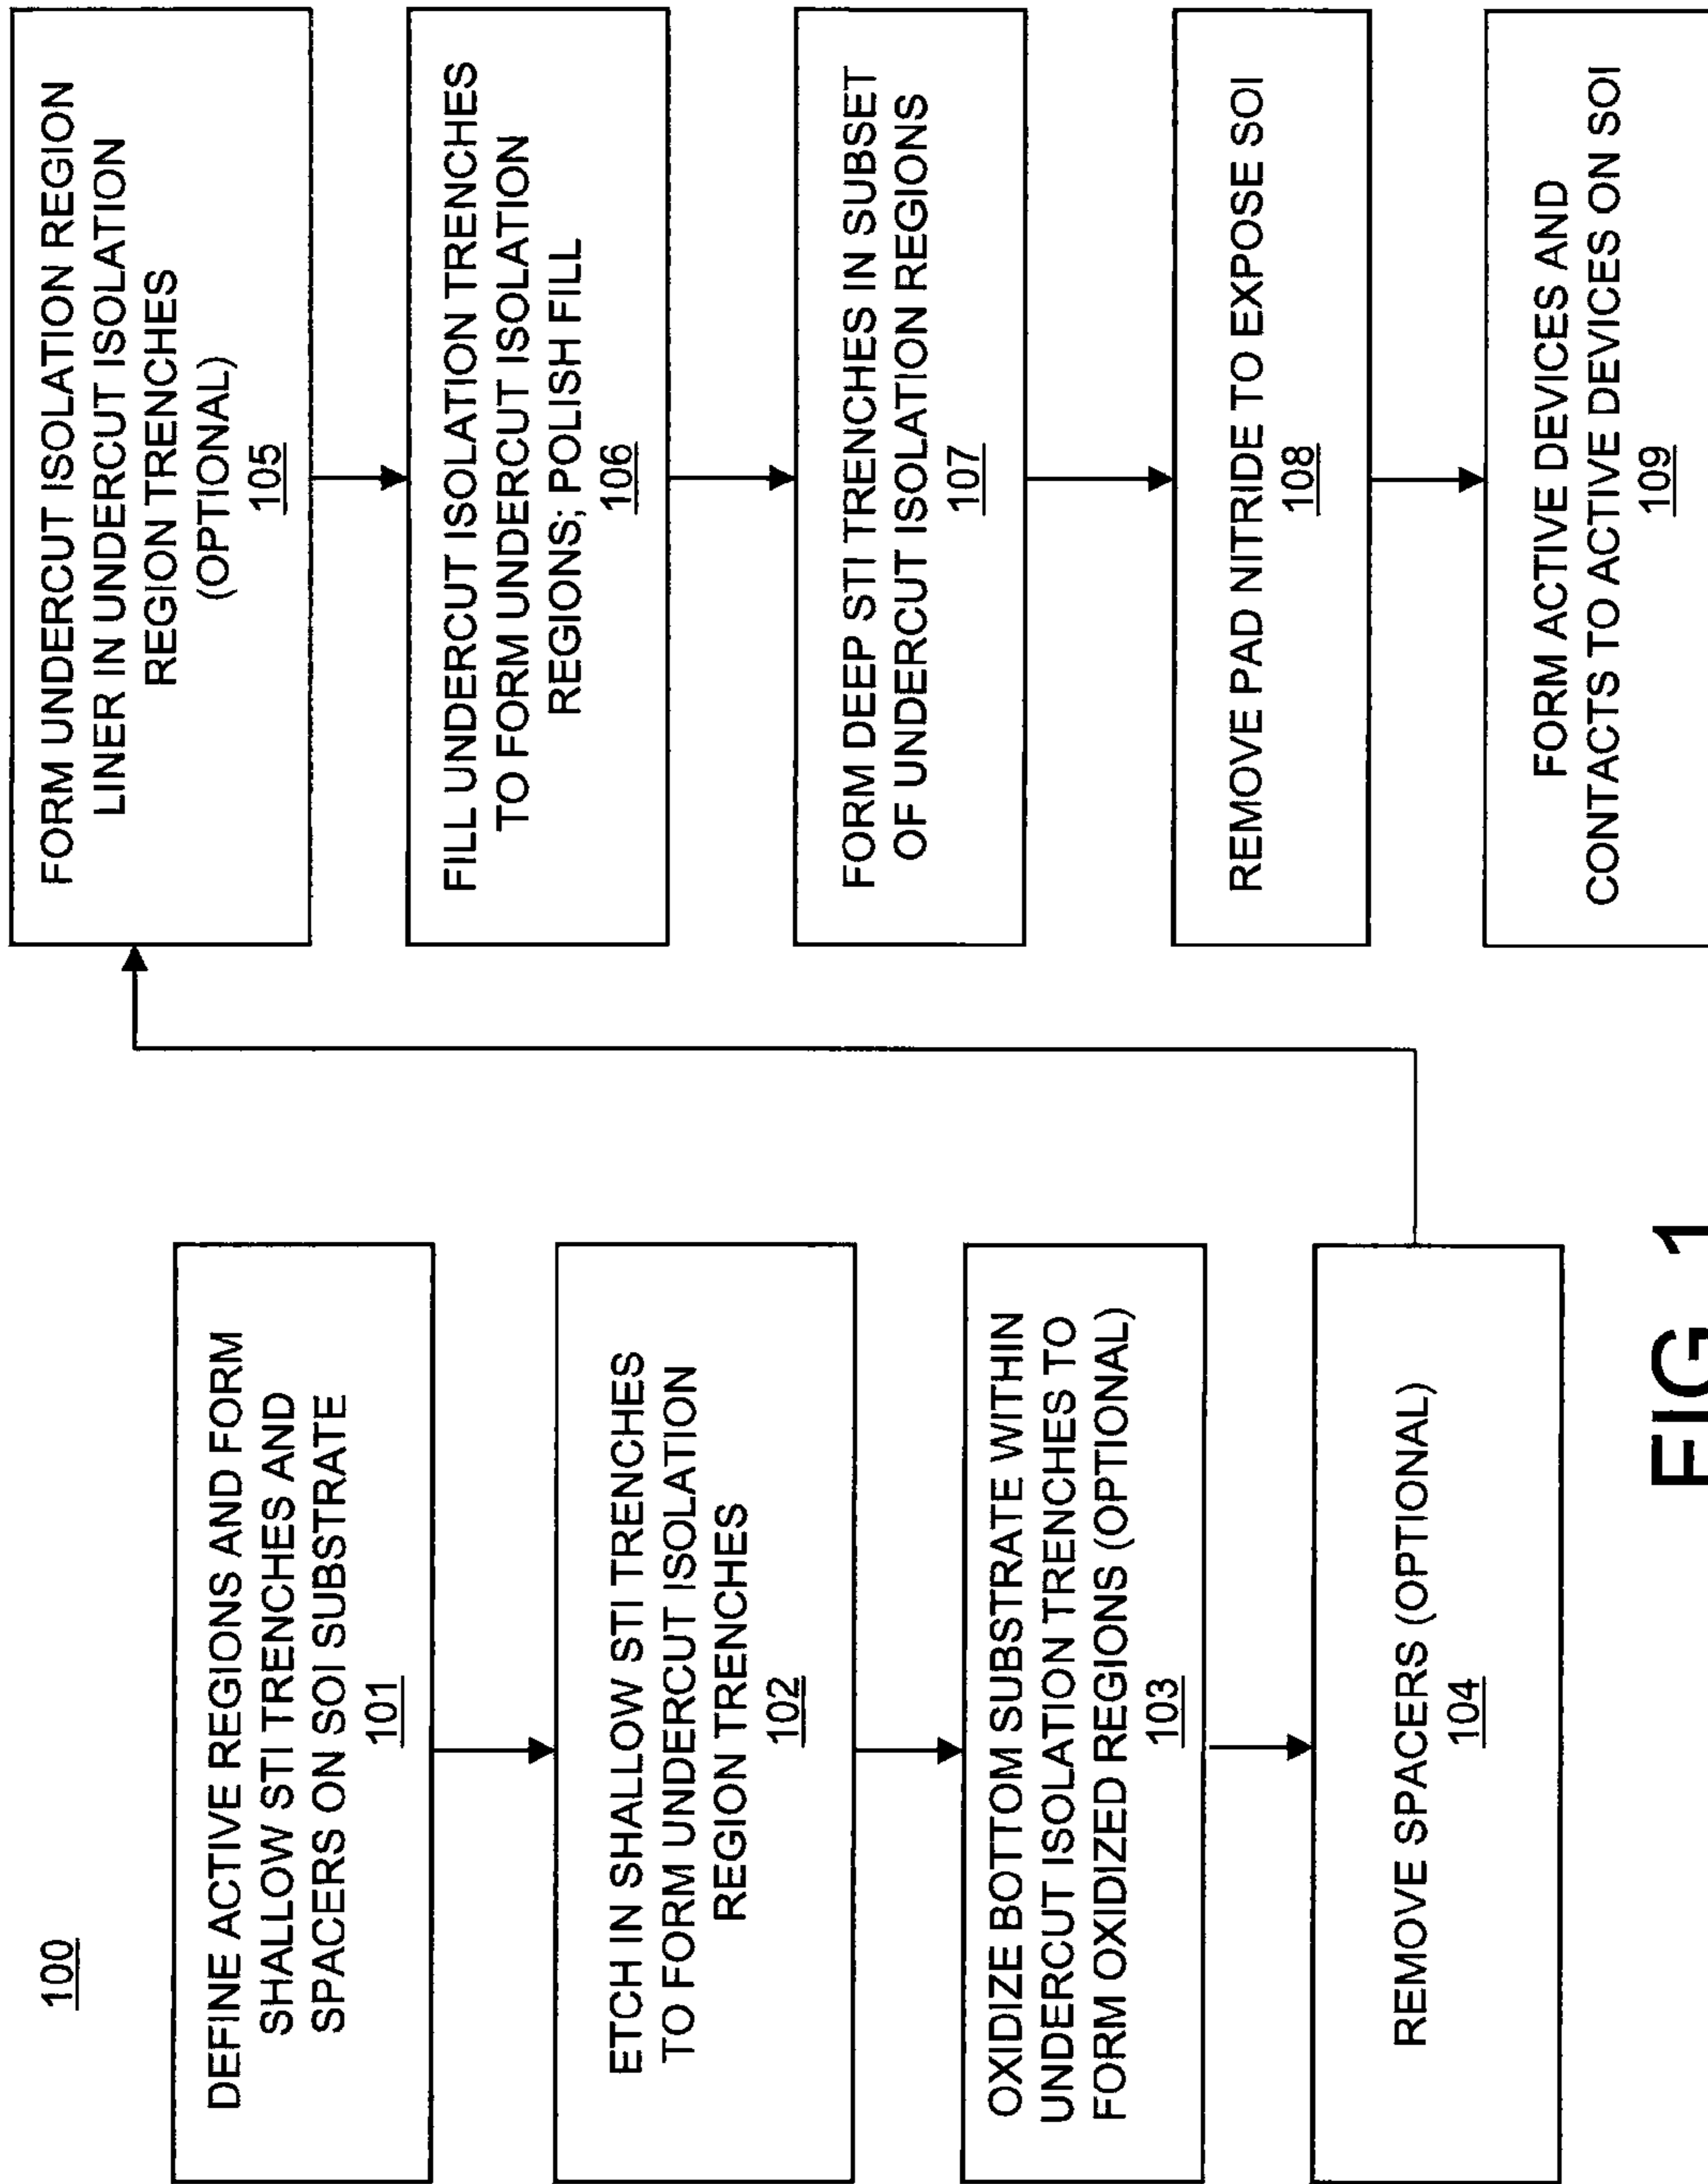 100
DEFINE ACTIVE REGIONS AND FORM
SHALLOW STI TRENCHES AND
SPACERS ON SOI SUBSTRATE
101
ETCH IN SHALLOW STI TRENCHES
TO FORM UNDERCUT ISOLATION
REGION TRENCHES
102
OXIDIZE BOTTOM SUBSTRATE WITHIN
UNDERCUT ISOLATION TRENCHES TO
FORM OXIDIZED REGIONS (OPTIONAL)
103
REMOVE SPACERS (OPTIONAL)
104
FORM UNDERCUT ISOLATION REGION
LINER IN UNDERCUT ISOLATION
REGION TRENCHES
(OPTIONAL)
105
FILL UNDERCUT ISOLATION TRENCHES
TO FORM UNDERCUT ISOLATION
REGIONS; POLISH FILL
106
FORM DEEP STI TRENCHES IN SUBSET
OF UNDERCUT ISOLATION REGIONS
107
REMOVE PAD NITRIDE TO EXPOSE SOI
108
FORM ACTIVE DEVICES AND
CONTACTS TO ACTIVE DEVICES ON SOI
109
FIG. 1